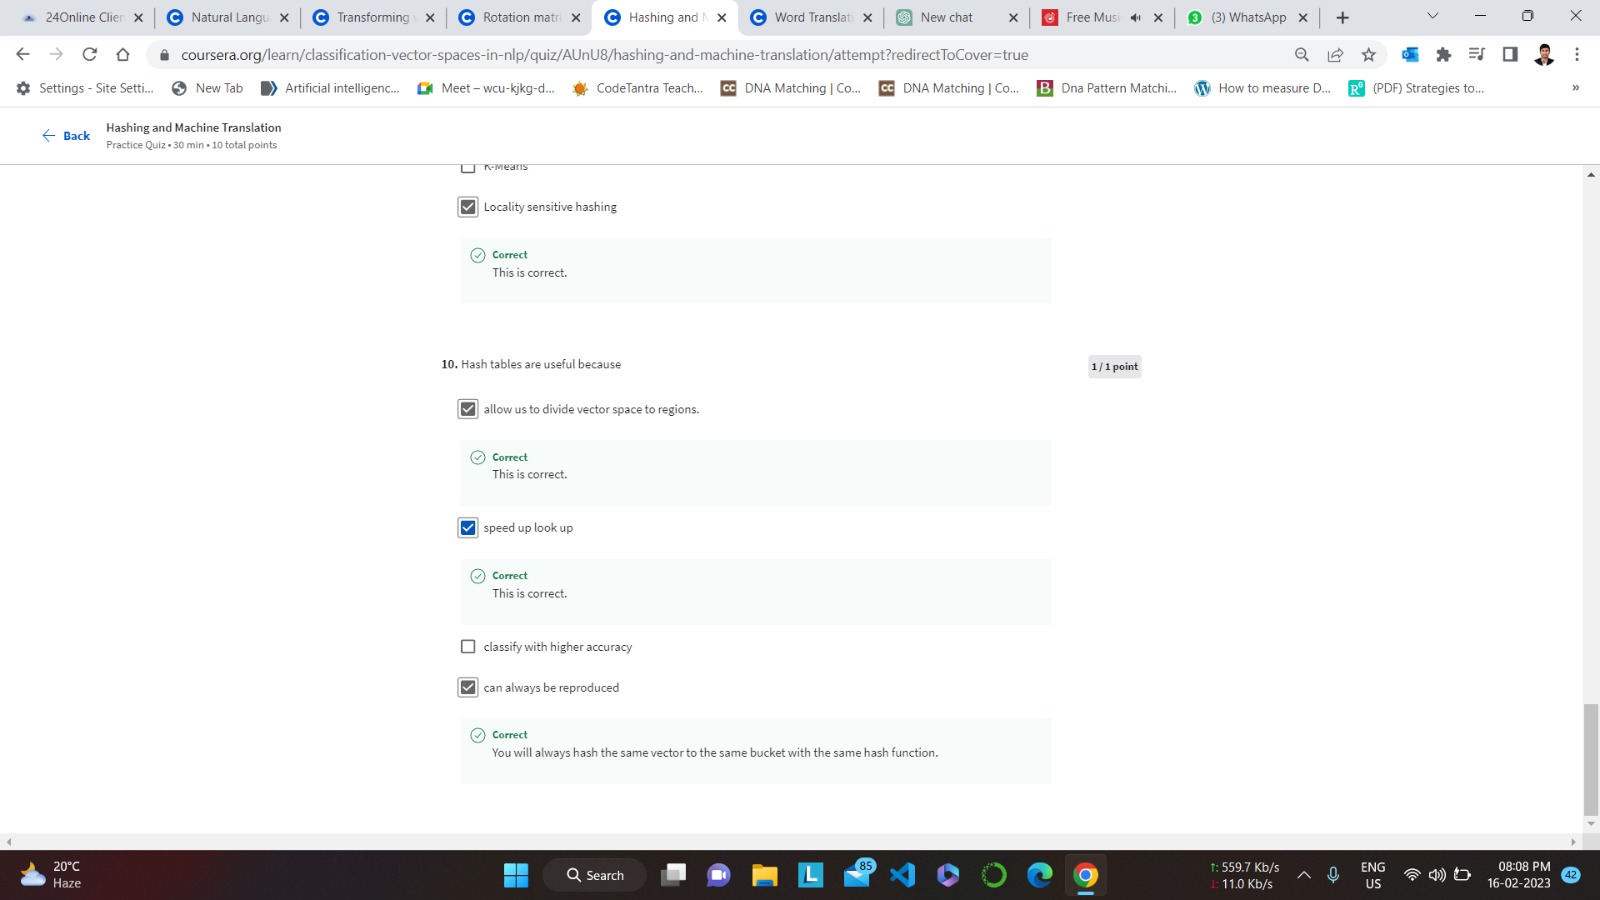 24Online Clien
Natural Langu
Transforming
Rotation matri
Hashing and
Word Translat
New chat
Free Musi
(3) WhatsApp
coursera.org/learn/classification-vector-spaces-in-nlp/quiz/AUnU8/hashing-and-machine-translation/attempt?redirectToCover=true
Settings - Site Setti...
New Tab
Artificial intelligenc...
Meet – wcu-kjkg-d...
CodeTantra Teach...
CC DNA Matching | Co...
CC DNA Matching | Co...
B Dna Pattern Matchi...
How to measure D...
(PDF) Strategies to...
»
Back
Hashing and Machine Translation
Practice Quiz • 30 min • 10 total points
K-Means
Locality sensitive hashing
Correct
This is correct.
10. Hash tables are useful because
1 / 1 point
allow us to divide vector space to regions.
Correct
This is correct.
speed up look up
Correct
This is correct.
classify with higher accuracy
can always be reproduced
Correct
You will always hash the same vector to the same bucket with the same hash function.
20°C
Haze
Search
85
↑: 559.7 Kb/s
↓: 11.0 Kb/s
ENG
US
08:08 PM
16-02-2023
42